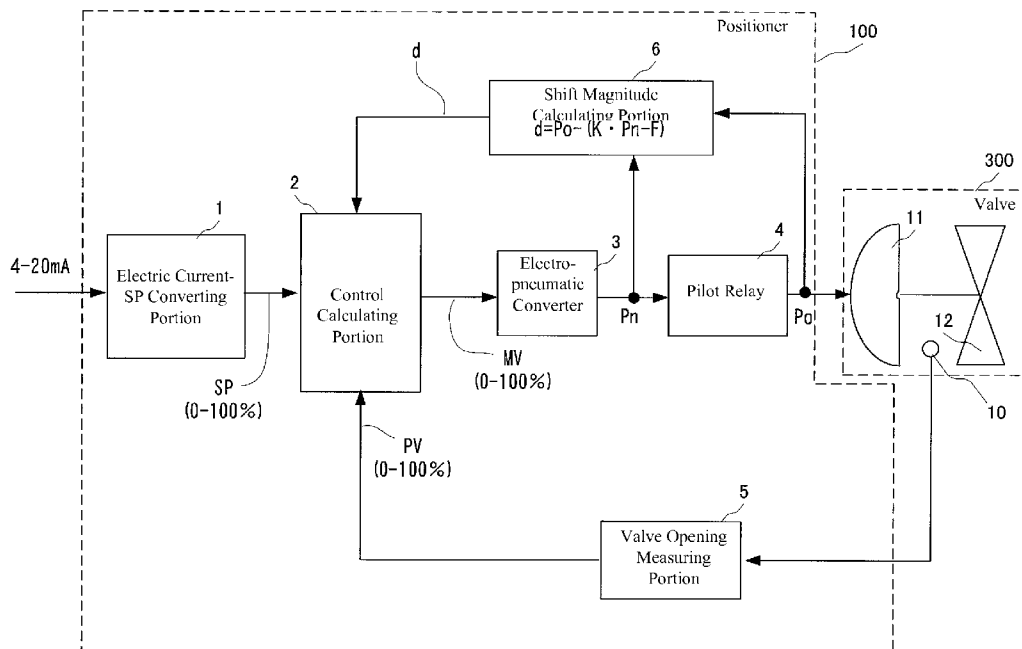 Positioner
100
6
Shift Magnitude
Calculating Portion
d=Po-(K・Pn-F)
d
300
Valve
2
1
11
3
4
4-20mA
Electric Current-
SP Converting
Portion
Control
Calculating
Portion
Electro-
pneumatic
Converter
Pilot Relay
Pn
Po
12
MV
(0-100%)
SP
(0-100%)
10
PV
(0-100%)
5
Valve Opening
Measuring
Portion